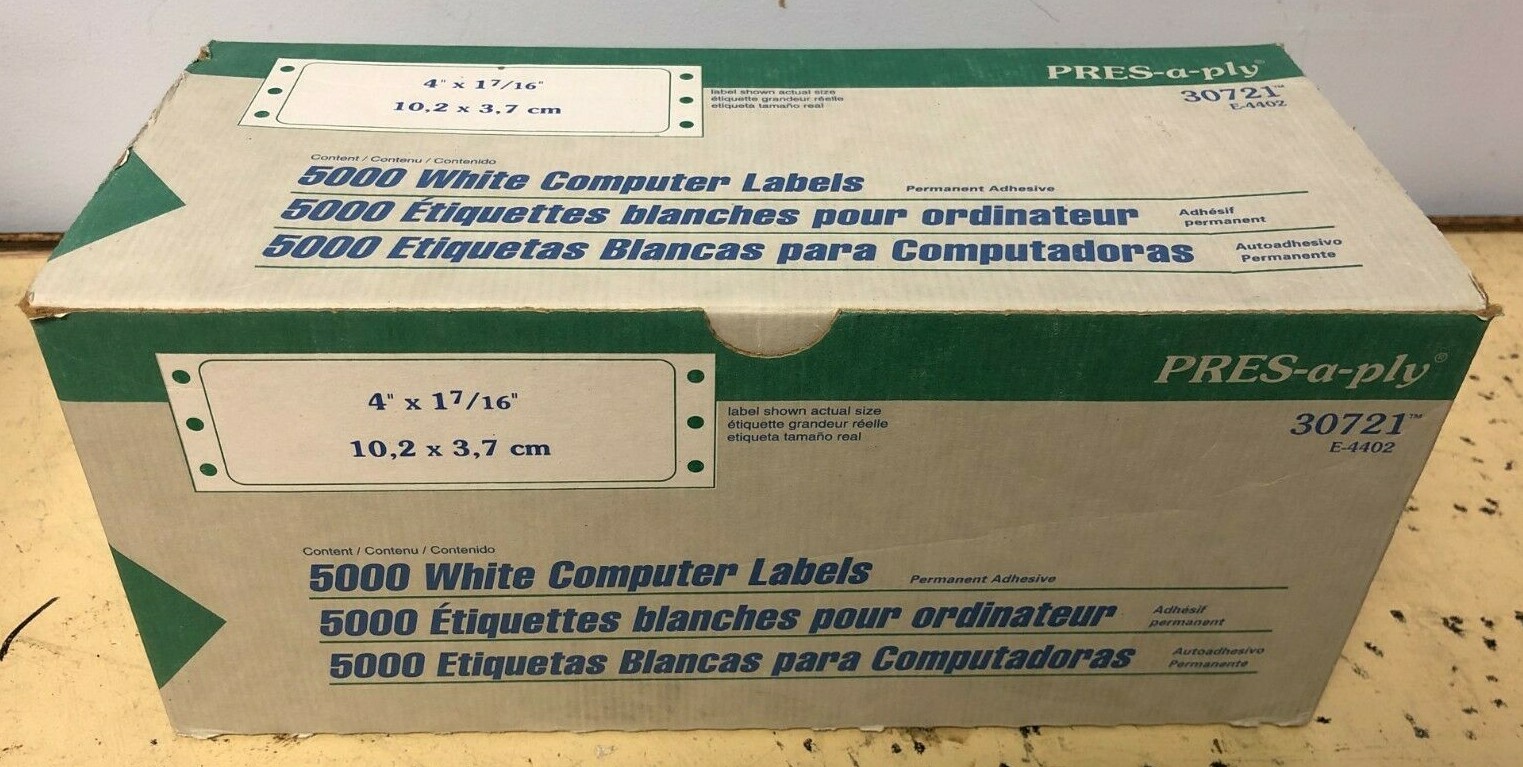 4" x 17/16"
10,2 x 3,7 cm
label shown actual size
étiquette grandeur réelle
etiqueta tamaño real
PRES-a-ply®
30721™
E-4402
Content / Contenu / Contenido
5000 White Computer Labels Permanent Adhesive
5000 Étiquettes blanches pour ordinateur Adhésif permanent
5000 Etiquetas Blancas para Computadoras Autoadhesivo Permanente
4" x 17/16"
10,2 x 3,7 cm
label shown actual size
étiquette grandeur réelle
etiqueta tamaño real
PRES-a-ply®
30721™
E-4402
Content / Contenu / Contenido
5000 White Computer Labels Permanent Adhesive
5000 Étiquettes blanches pour ordinateur Adhésif permanent
5000 Etiquetas Blancas para Computadoras Autoadhesivo Permanente